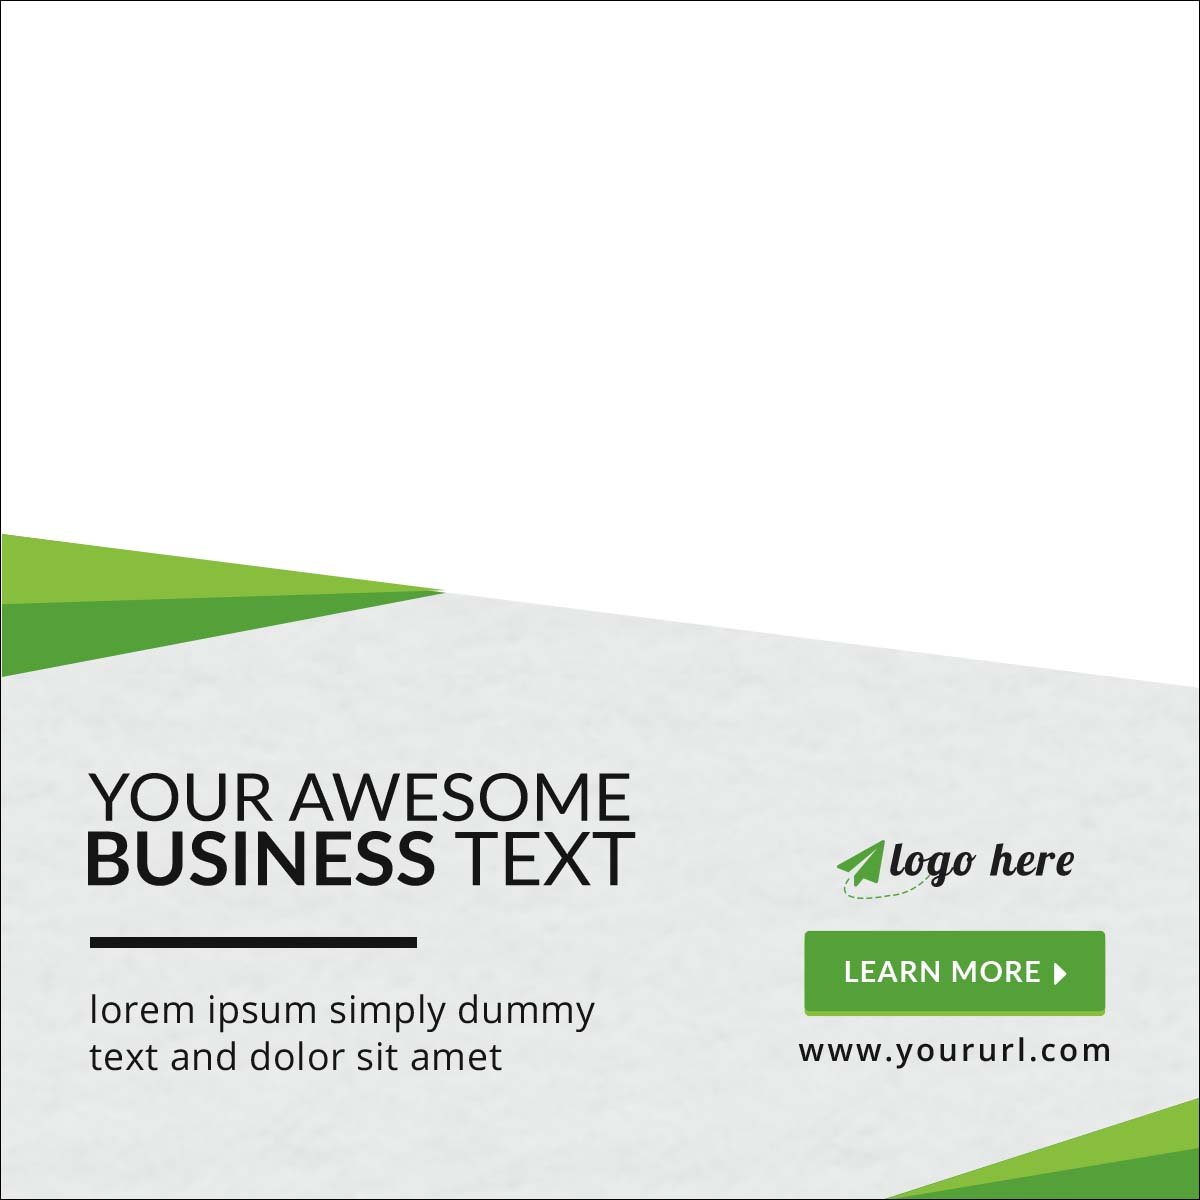 YOUR AWESOME
BUSINESS TEXT
lorem ipsum simply dummy
text and dolor sit amet
logo here
LEARN MORE
www.yoururl.com